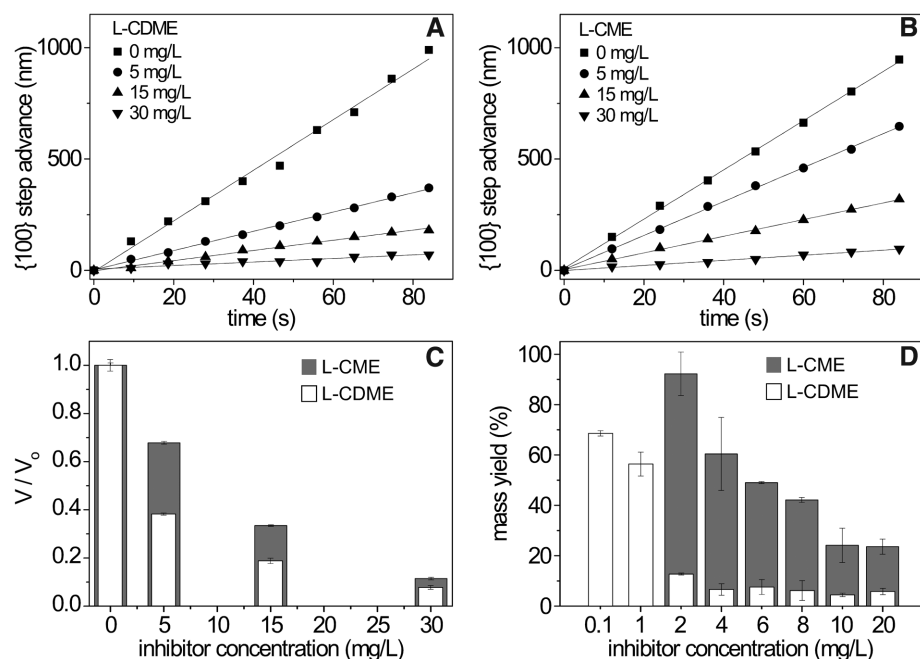 A
L-CDME
0 mg/L
5 mg/L
15 mg/L
30 mg/L
{100} step advance (nm)
1000
500
0
0 20 40 60 80
time (s)
B
L-CME
0 mg/L
5 mg/L
15 mg/L
30 mg/L
{100} step advance (nm)
1000
500
0
0 20 40 60 80
time (s)
C
L-CME
L-CDME
V / Vo
1.0
0.8
0.6
0.4
0.2
0.0
0 5 10 15 20 25 30
inhibitor concentration (mg/L)
D
L-CME
L-CDME
mass yield (%)
100
80
60
40
20
0
0.1 1 2 4 6 8 10 20
inhibitor concentration (mg/L)